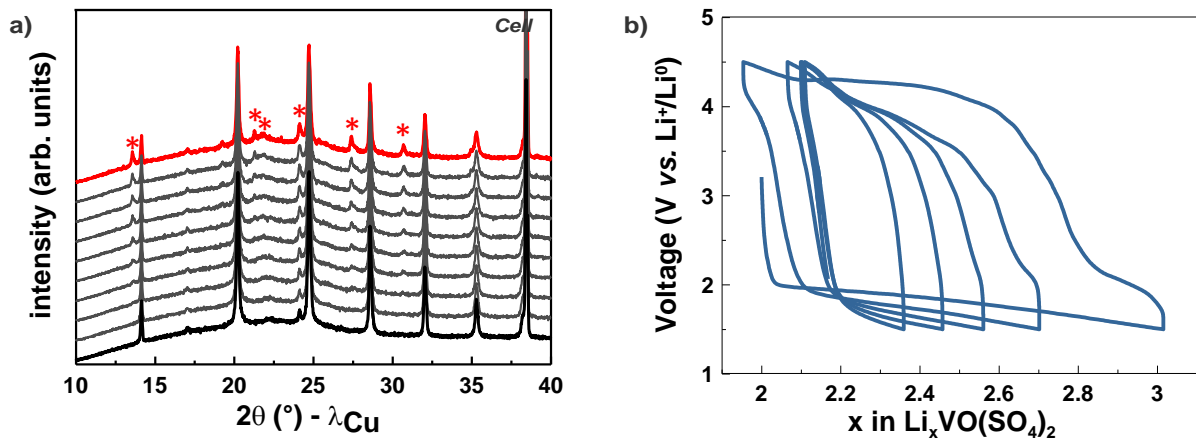 a)
Cell
intensity (arb. units)
* * * * * *
10 15 20 25 30 35 40
2θ (°) - λCu
b)
5
4
3
2
1
Voltage (V vs. Li⁺/Li⁰)
2 2.2 2.4 2.6 2.8 3
x in LiₓVO(SO₄)₂